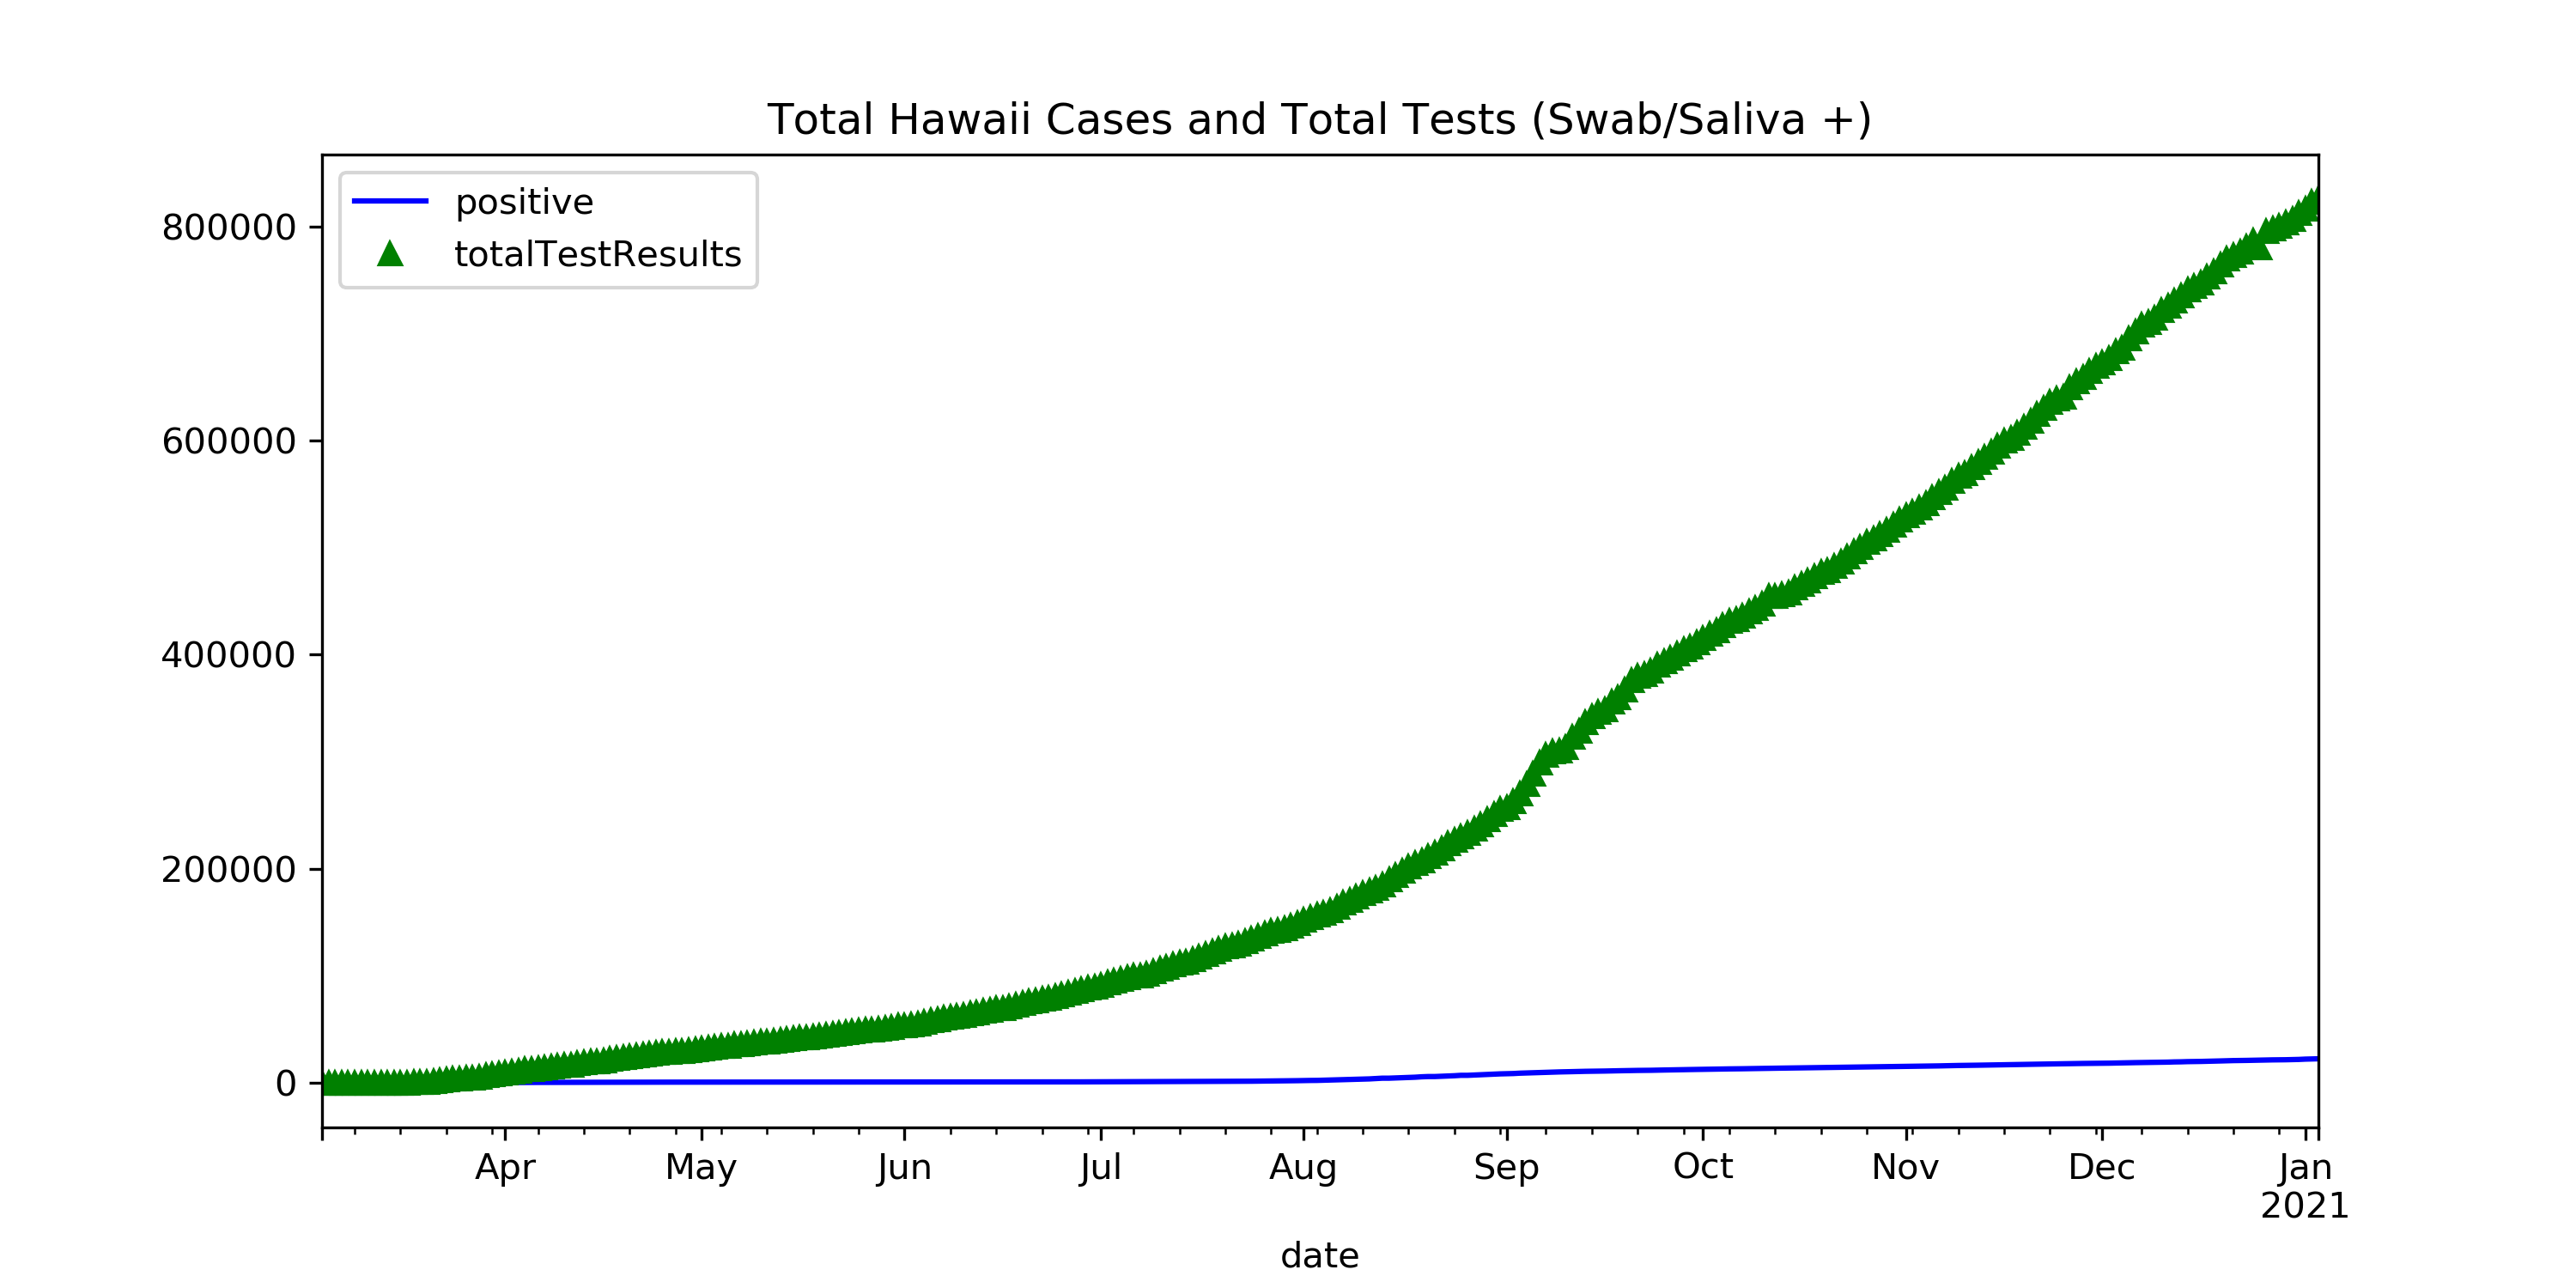 Total Hawaii Cases and Total Tests (Swab/Saliva +)
positive
totalTestResults
800000
600000
400000
200000
0
Apr May Jun Jul Aug Sep Oct Nov Dec Jan
2021
date